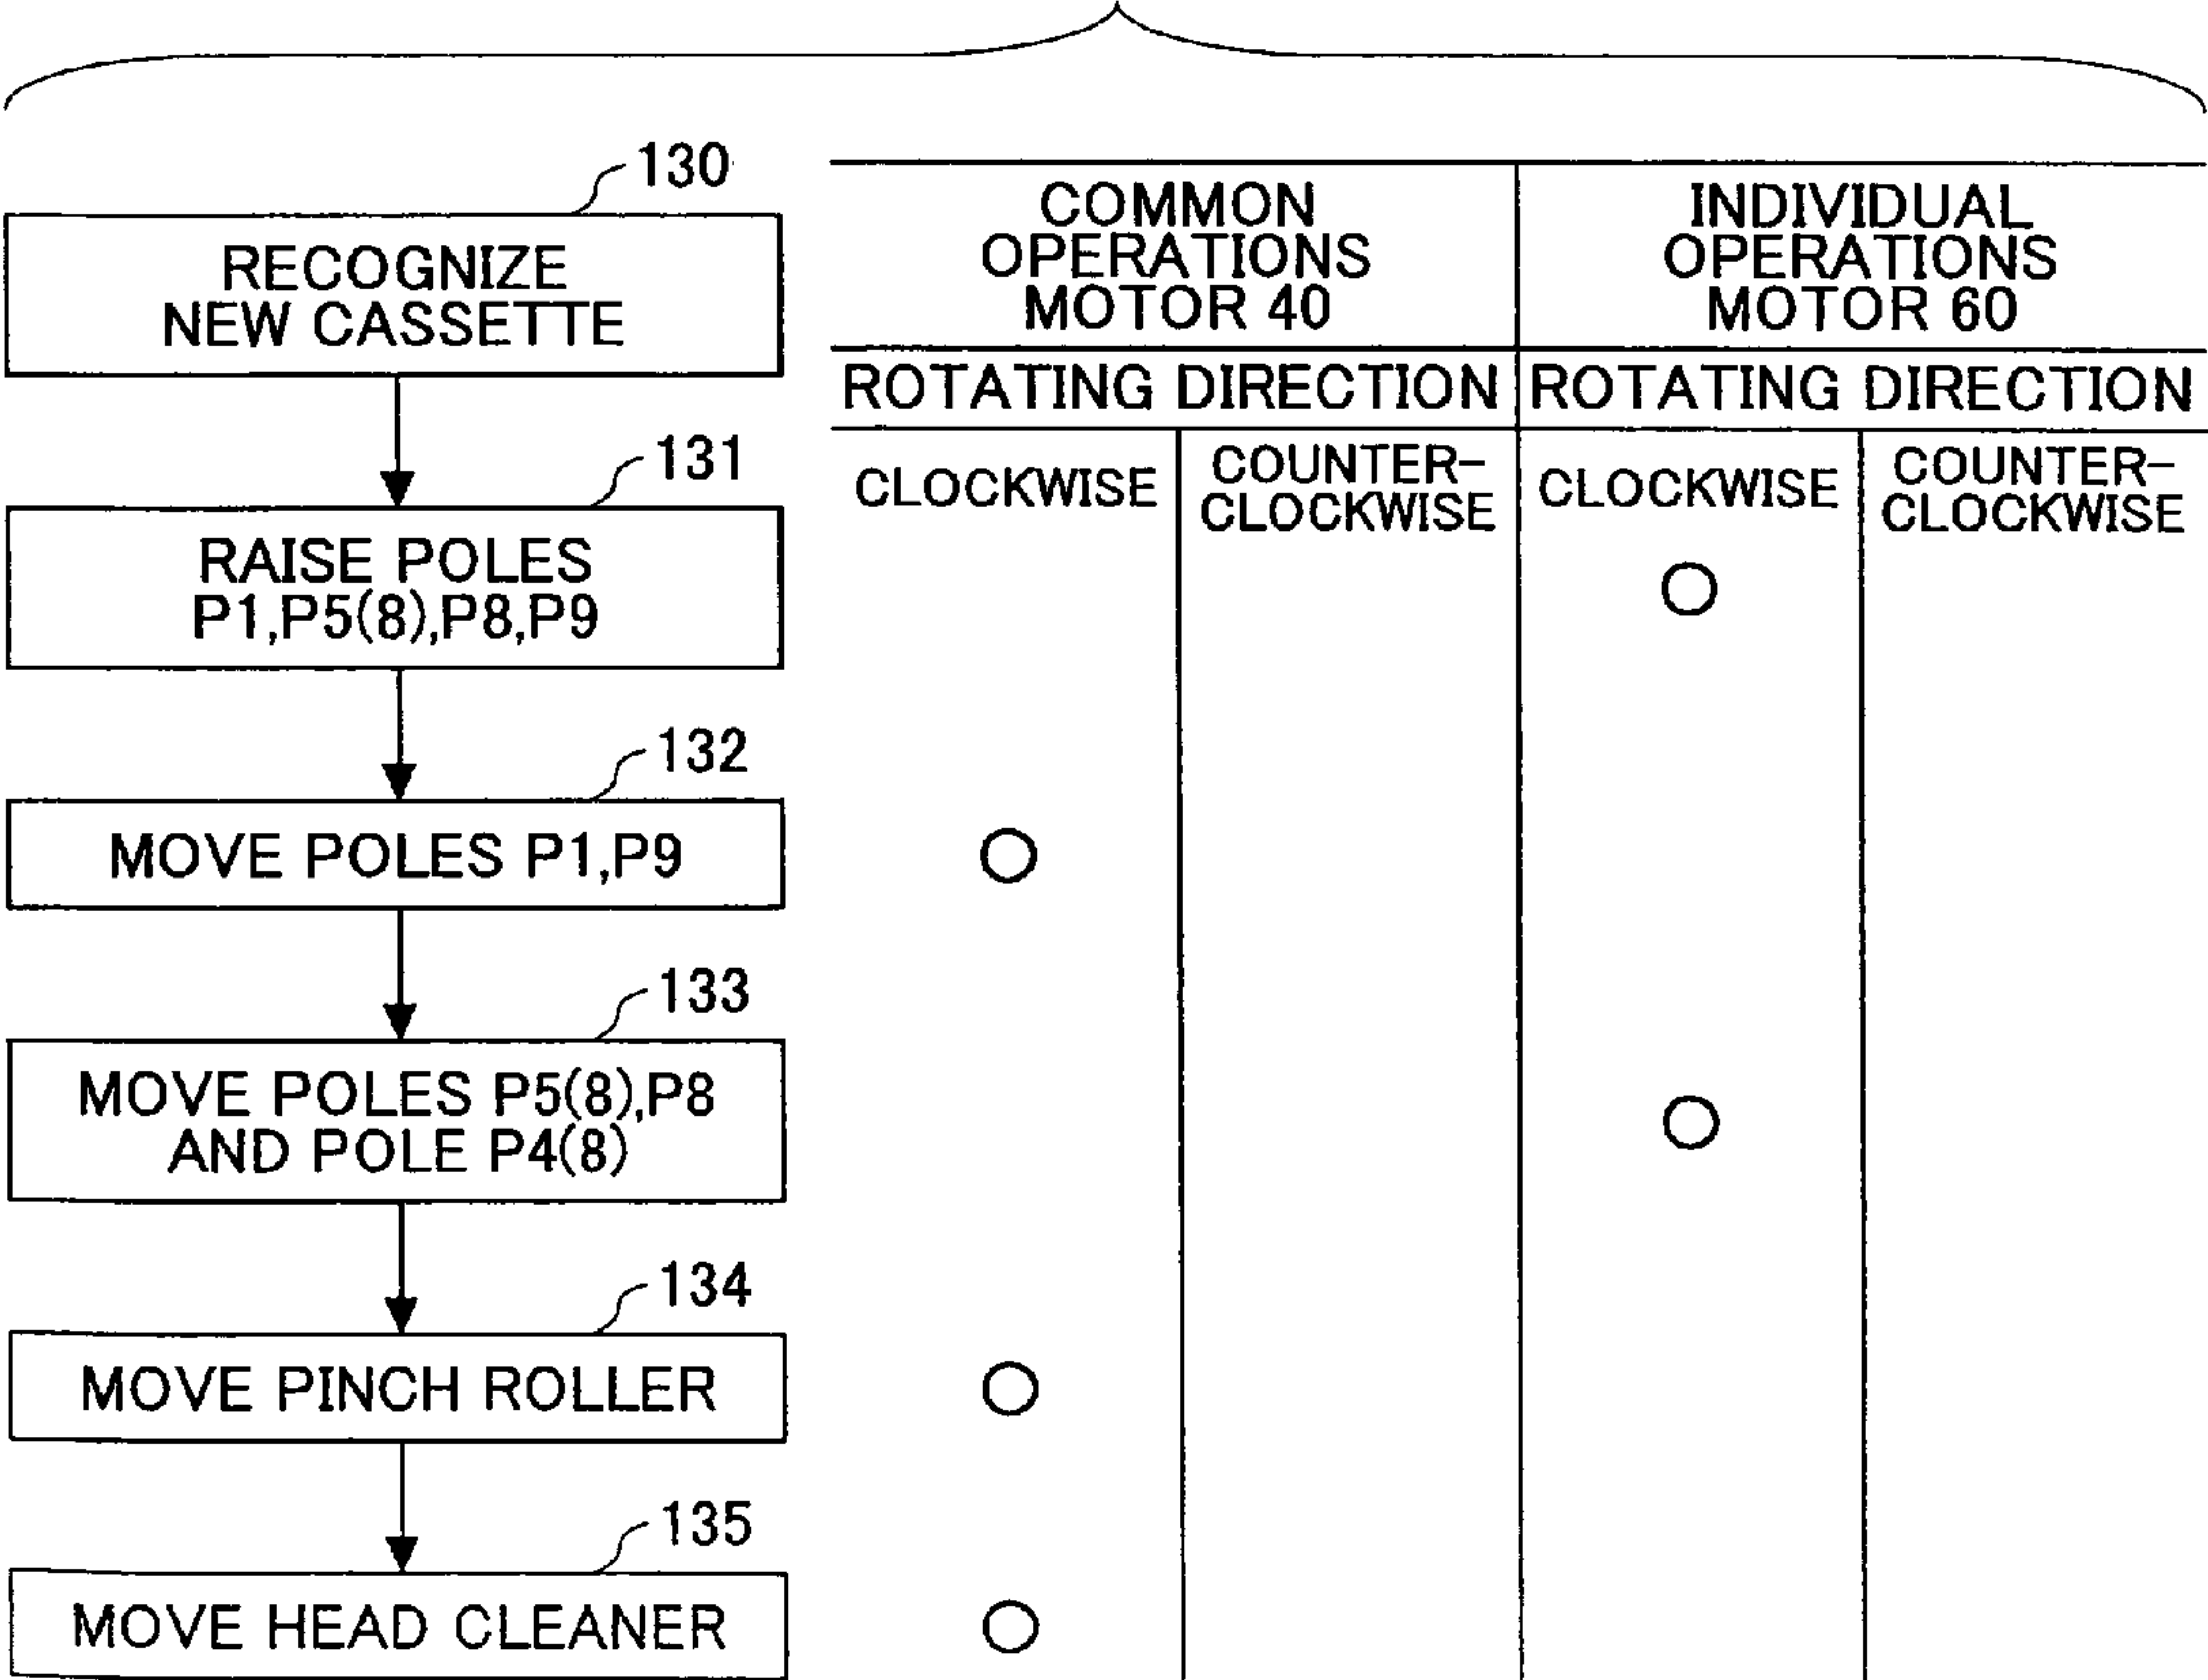 130
RECOGNIZE
NEW CASSETTE
131
RAISE POLES
P1,P5(8),P8,P9
132
MOVE POLES P1,P9
133
MOVE POLES P5(8),P8
AND POLE P4(8)
134
MOVE PINCH ROLLER
135
MOVE HEAD CLEANER
COMMON
OPERATIONS
MOTOR 40
INDIVIDUAL
OPERATIONS
MOTOR 60
ROTATING DIRECTION
ROTATING DIRECTION
CLOCKWISE
COUNTER-
CLOCKWISE
CLOCKWISE
COUNTER-
CLOCKWISE